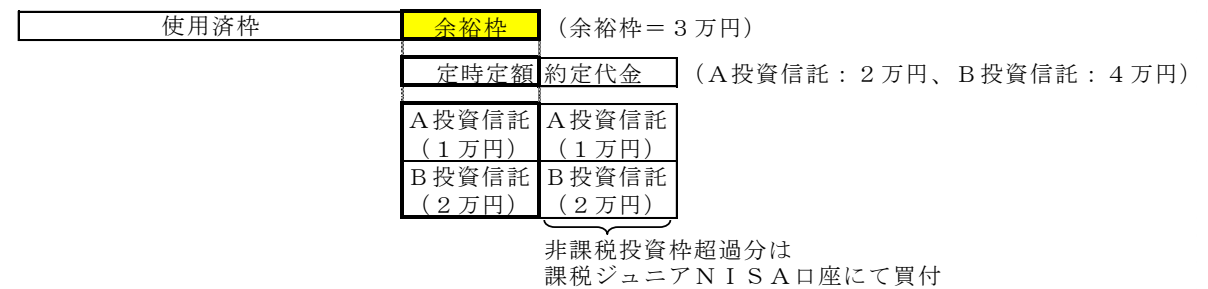 使用済枠 余裕枠 （余裕枠＝３万円）
定時定額約定代金 （Ａ投資信託：２万円、Ｂ投資信託：４万円）
Ａ投資信託 Ａ投資信託
（１万円） （１万円）
Ｂ投資信託 Ｂ投資信託
（２万円） （２万円）
非課税投資枠超過分は
課税ジュニアＮＩＳＡ口座にて買付